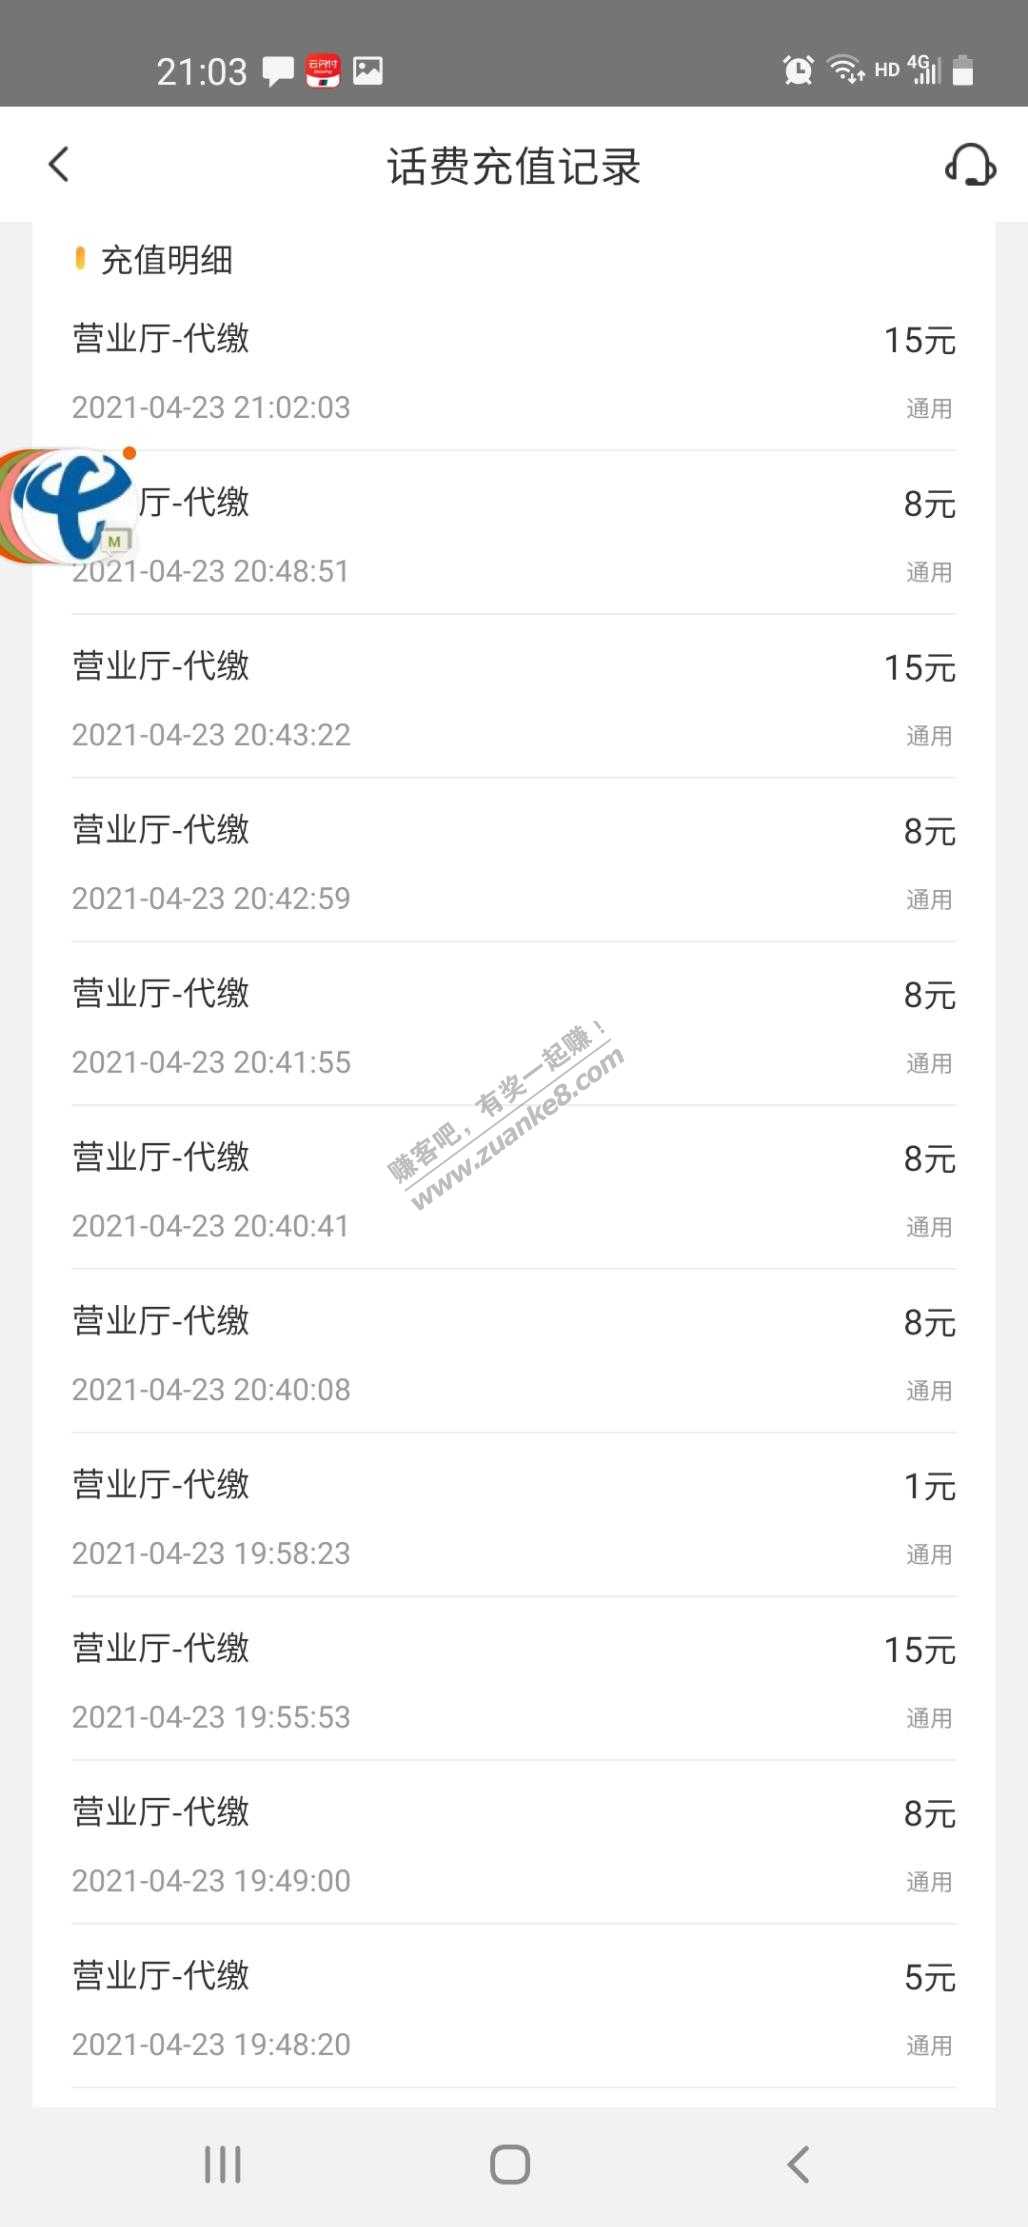 21:03 云闪付 HD 4G
话费充值记录
充值明细
营业厅-代缴 15元
2021-04-23 21:02:03 通用
厅-代缴 8元
M
2021-04-23 20:48:51 通用
营业厅-代缴 15元
2021-04-23 20:43:22 通用
营业厅-代缴 8元
2021-04-23 20:42:59 通用
营业厅-代缴 8元
2021-04-23 20:41:55 通用
赚客吧，有奖一起赚！
www.zuanke8.com
营业厅-代缴 8元
2021-04-23 20:40:41 通用
营业厅-代缴 8元
2021-04-23 20:40:08 通用
营业厅-代缴 1元
2021-04-23 19:58:23 通用
营业厅-代缴 15元
2021-04-23 19:55:53 通用
营业厅-代缴 8元
2021-04-23 19:49:00 通用
营业厅-代缴 5元
2021-04-23 19:48:20 通用